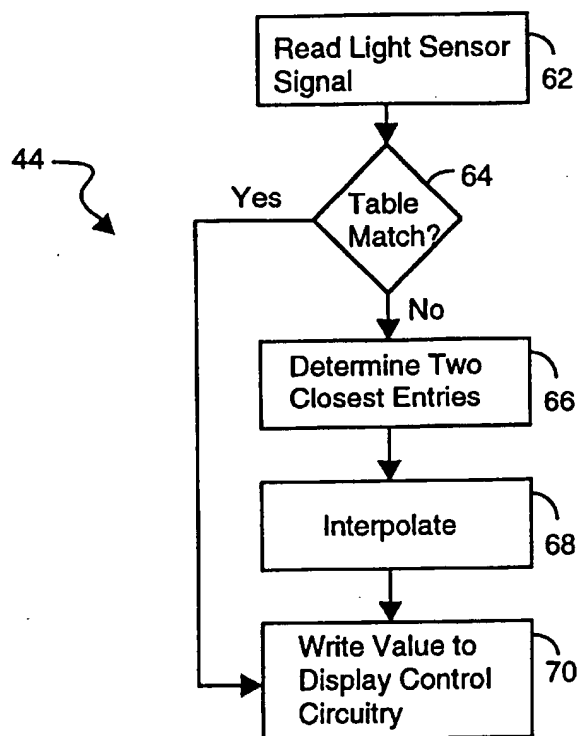 Read Light Sensor
Signal
62
44
64
Yes
Table
Match?
No
Determine Two
Closest Entries
66
Interpolate
68
Write Value to
Display Control
Circuitry
70